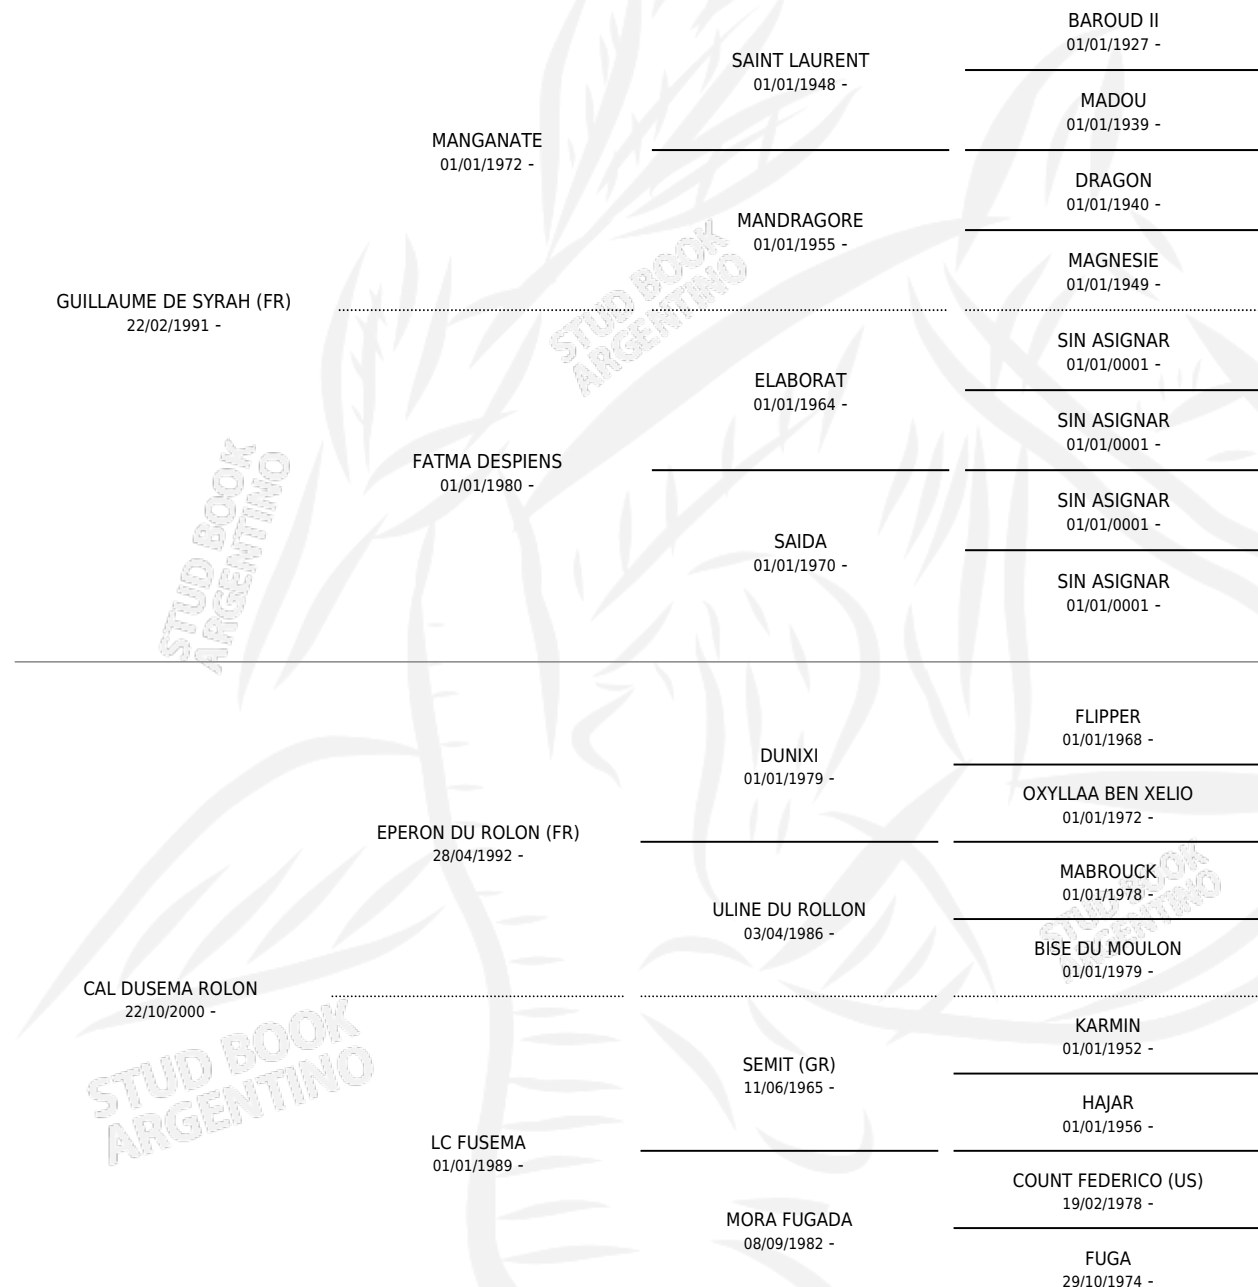 BAROUD II
01/01/1927 -
SAINT LAURENT
01/01/1948 -
MADOU
01/01/1939 -
MANGANATE
01/01/1972 -
DRAGON
01/01/1940 -
MANDRAGORE
01/01/1955 -
MAGNESIE
01/01/1949 -
GUILLAUME DE SYRAH (FR)
22/02/1991 -
SIN ASIGNAR
01/01/0001 -
ELABORAT
01/01/1964 -
SIN ASIGNAR
01/01/0001 -
FATMA DESPIENS
01/01/1980 -
SIN ASIGNAR
01/01/0001 -
SAIDA
01/01/1970 -
SIN ASIGNAR
01/01/0001 -
FLIPPER
01/01/1968 -
DUNIXI
01/01/1979 -
OXYLLAA BEN XELIO
01/01/1972 -
EPERON DU ROLON (FR)
28/04/1992 -
MABROUCK
01/01/1978 -
ULINE DU ROLLON
03/04/1986 -
BISE DU MOULON
01/01/1979 -
CAL DUSEMA ROLON
22/10/2000 -
KARMIN
01/01/1952 -
SEMIT (GR)
11/06/1965 -
HAJAR
01/01/1956 -
LC FUSEMA
01/01/1989 -
COUNT FEDERICO (US)
19/02/1978 -
MORA FUGADA
08/09/1982 -
FUGA
29/10/1974 -
STUD BOOK
ARGENTINO
STUD BOOK
ARGENTINO
STUD BOOK
ARGENTINO
STUD BOOK
ARGENTINO